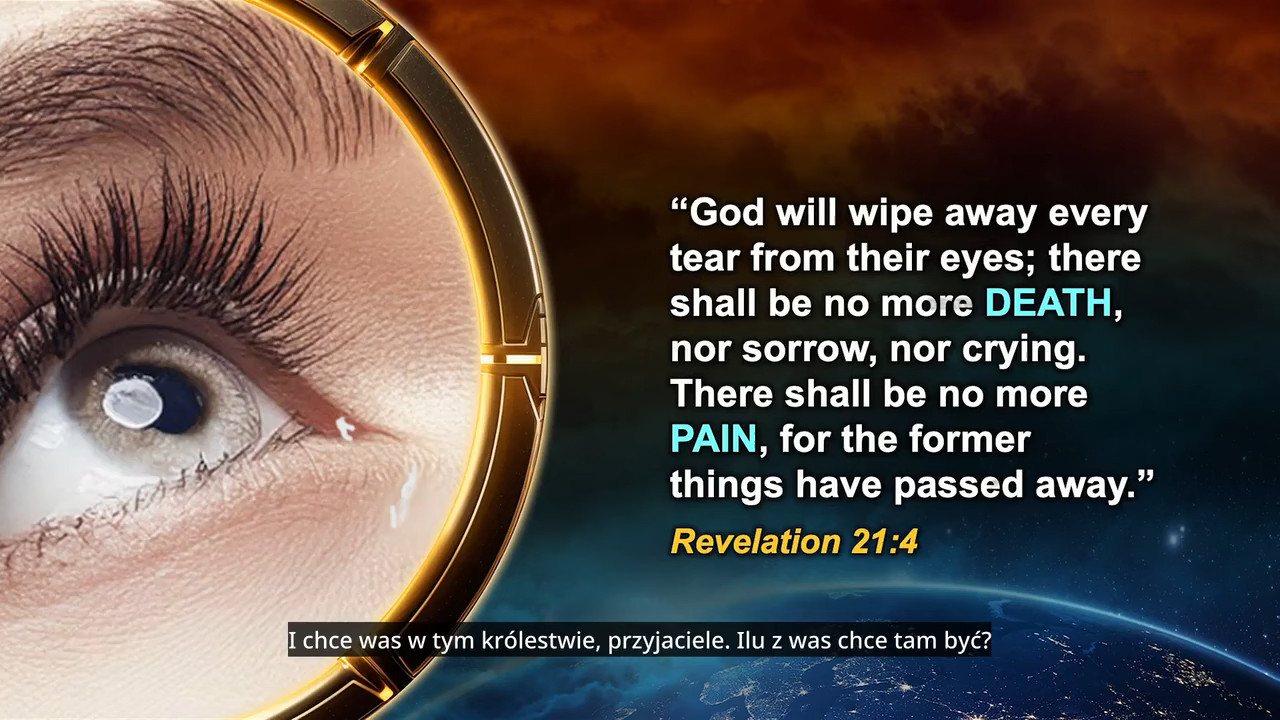 “God will wipe away every
tear from their eyes; there
shall be no more DEATH,
nor sorrow, nor crying.
There shall be no more
PAIN, for the former
things have passed away.”
Revelation 21:4
I chce was w tym królestwie, przyjaciele. Ilu z was chce tam być?